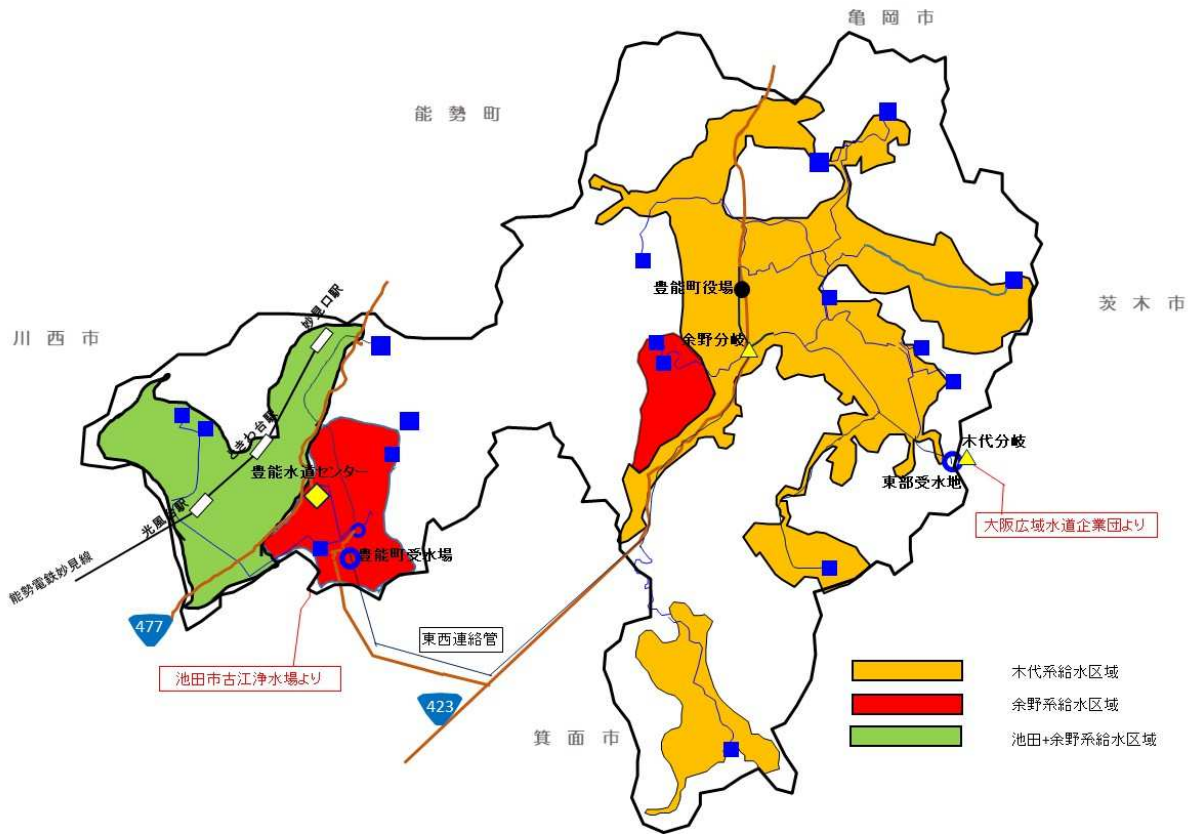 亀岡市
能勢町
豊能町役場
茨木市
妙見口駅
川西市
余野分岐
ときわ台駅
木代分岐
豊能水道センター
東部受水地
光風台駅
大阪広域水道企業団より
豊能町受水場
能勢電鉄妙見線
477
東西連絡管
池田市古江浄水場より
木代系給水区域
余野系給水区域
423
箕面市
池田+余野系給水区域